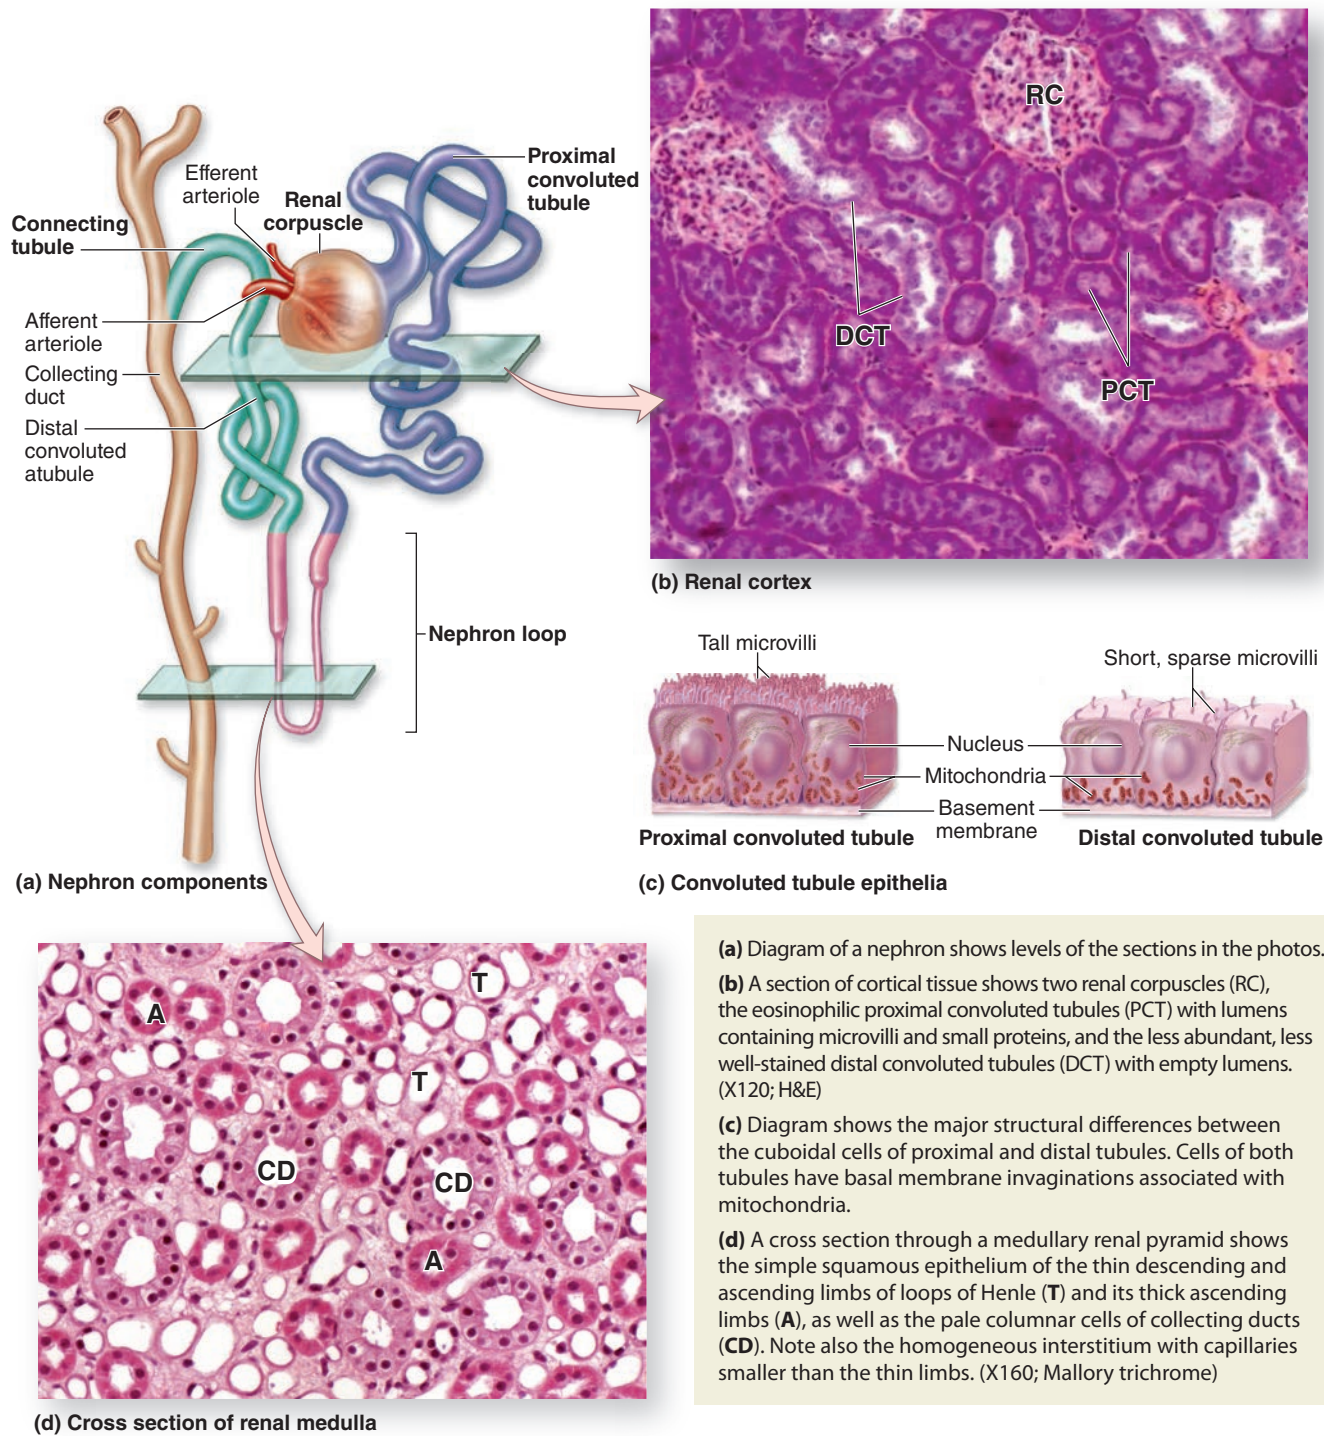 Efferent
arteriole
Renal
corpuscle
Proximal
convoluted
tubule
Connecting
tubule
Afferent
arteriole
Collecting
duct
Distal
convoluted
atubule
Nephron loop
(a) Nephron components
RC
DCT
PCT
(b) Renal cortex
Tall microvilli
Short, sparse microvilli
Nucleus
Mitochondria
Basement
membrane
Proximal convoluted tubule
Distal convoluted tubule
(c) Convoluted tubule epithelia
T
A
T
CD
CD
A
(d) Cross section of renal medulla
(a) Diagram of a nephron shows levels of the sections in the photos.
(b) A section of cortical tissue shows two renal corpuscles (RC),
the eosinophilic proximal convoluted tubules (PCT) with lumens
containing microvilli and small proteins, and the less abundant, less
well-stained distal convoluted tubules (DCT) with empty lumens.
(X120; H&E)
(c) Diagram shows the major structural differences between
the cuboidal cells of proximal and distal tubules. Cells of both
tubules have basal membrane invaginations associated with
mitochondria.
(d) A cross section through a medullary renal pyramid shows
the simple squamous epithelium of the thin descending and
ascending limbs of loops of Henle (T) and its thick ascending
limbs (A), as well as the pale columnar cells of collecting ducts
(CD). Note also the homogeneous interstitium with capillaries
smaller than the thin limbs. (X160; Mallory trichrome)